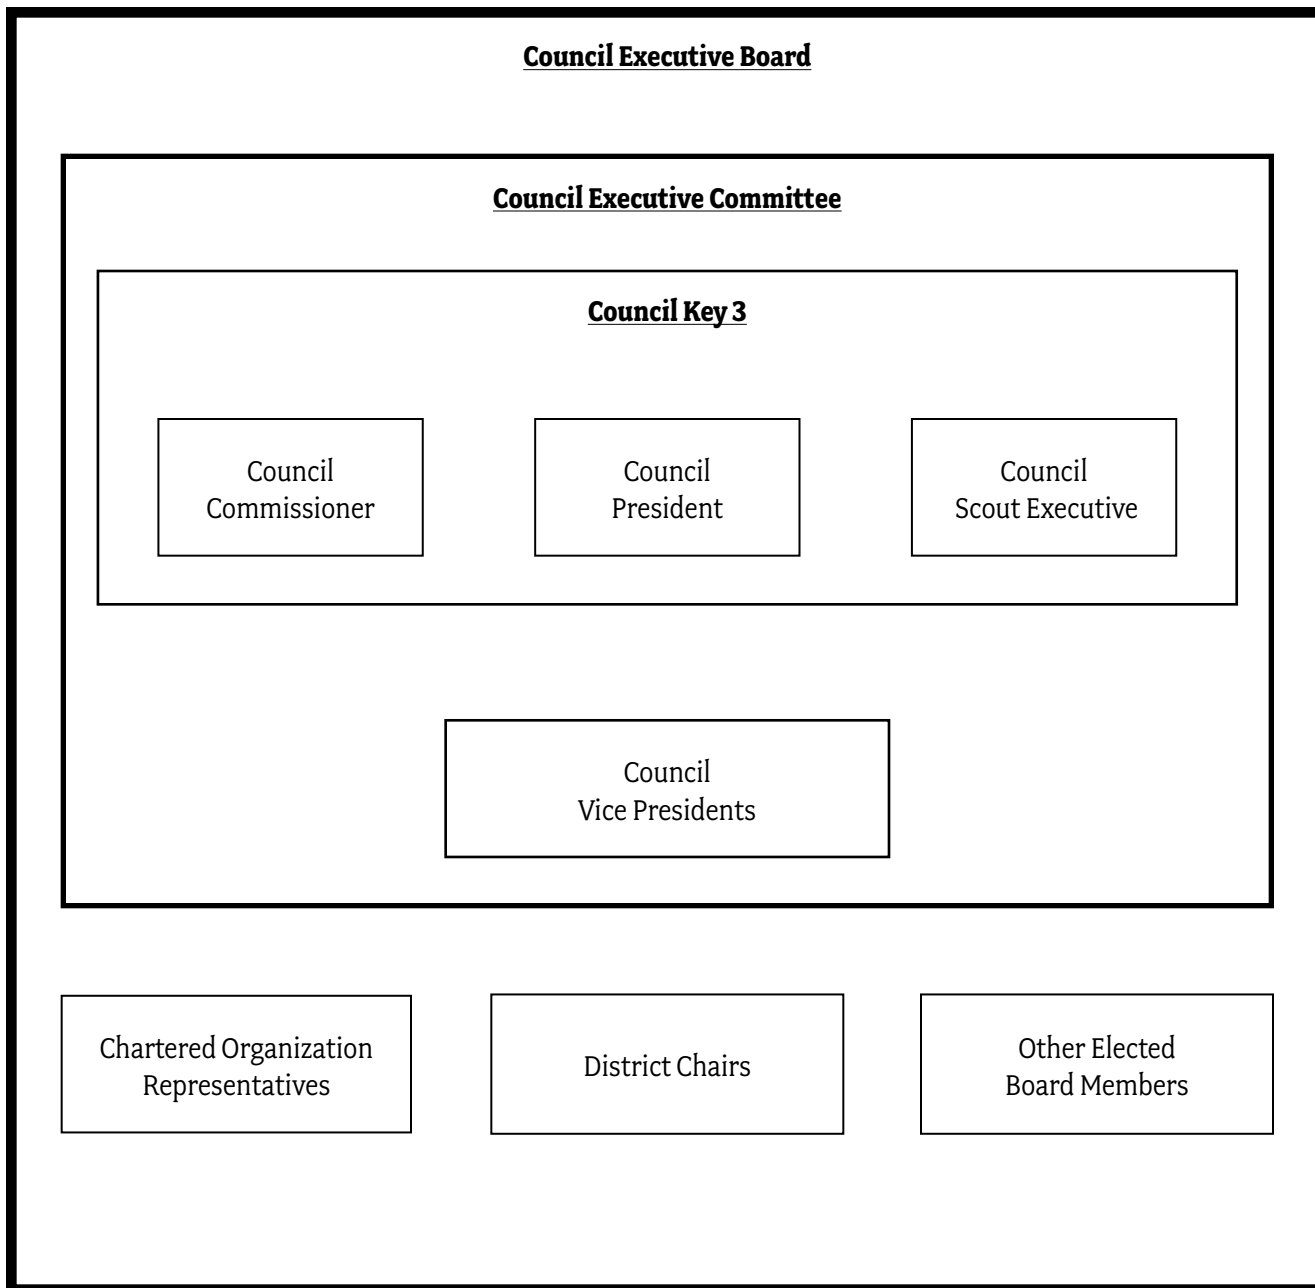 Council Executive Board
Council Executive Committee
Council Key 3
Council
Commissioner
Council
President
Council
Scout Executive
Council
Vice Presidents
Chartered Organization
Representatives
District Chairs
Other Elected
Board Members